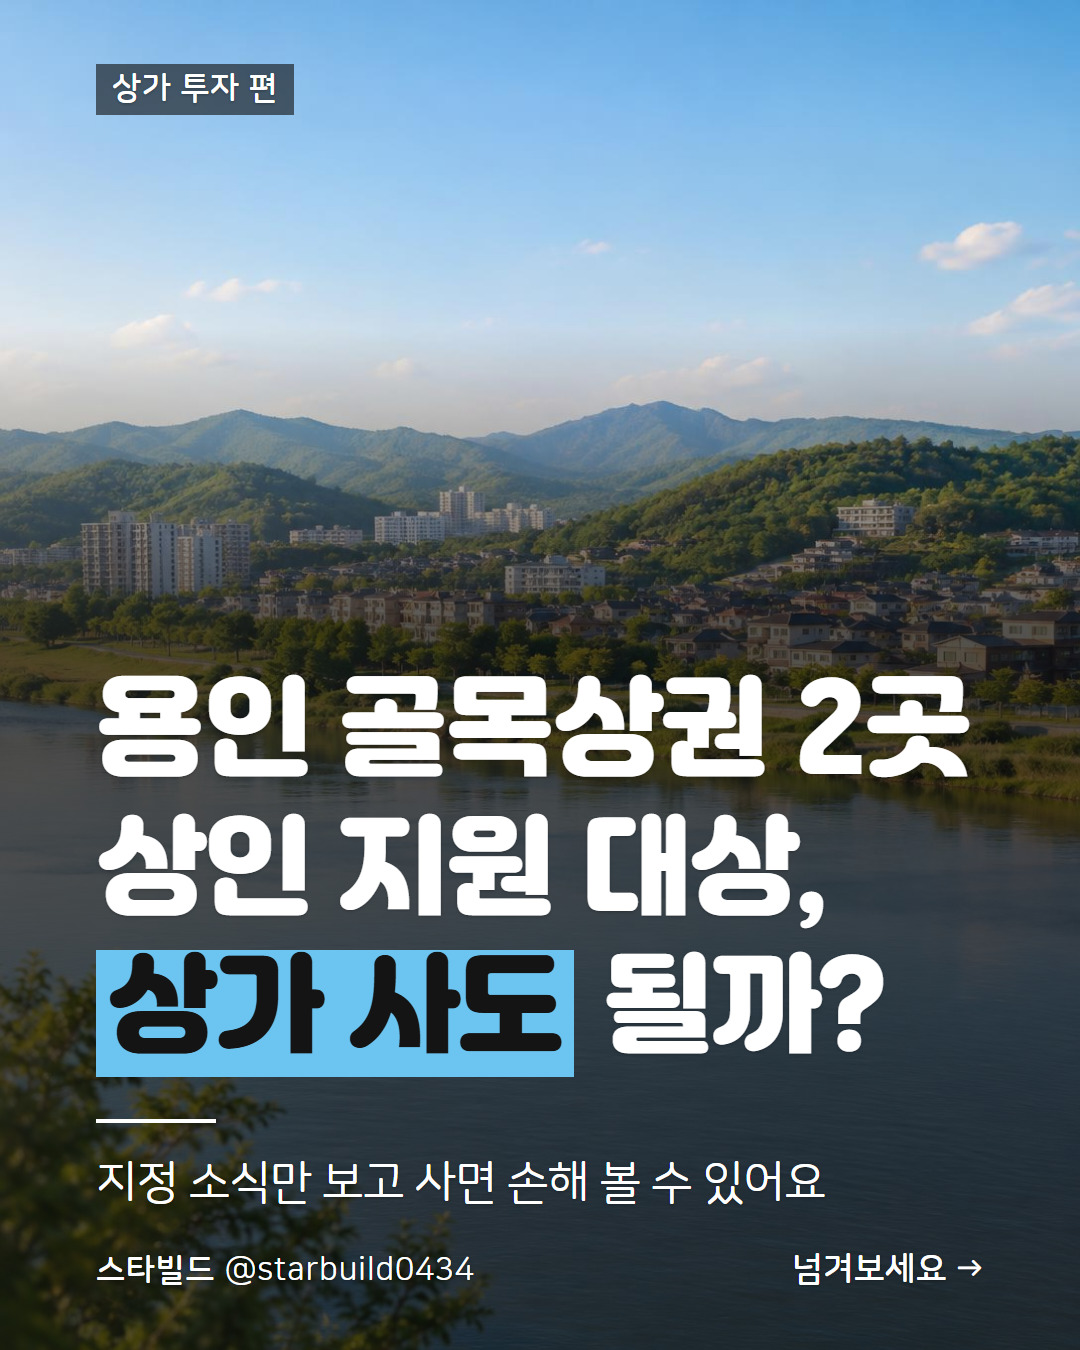 상가 투자 편
용인 골목상권 2곳
상인 지원 대상,
상가 사도 될까?
지정 소식만 보고 사면 손해 볼 수 있어요
스타빌드 @starbuild0434
넘겨보세요 →